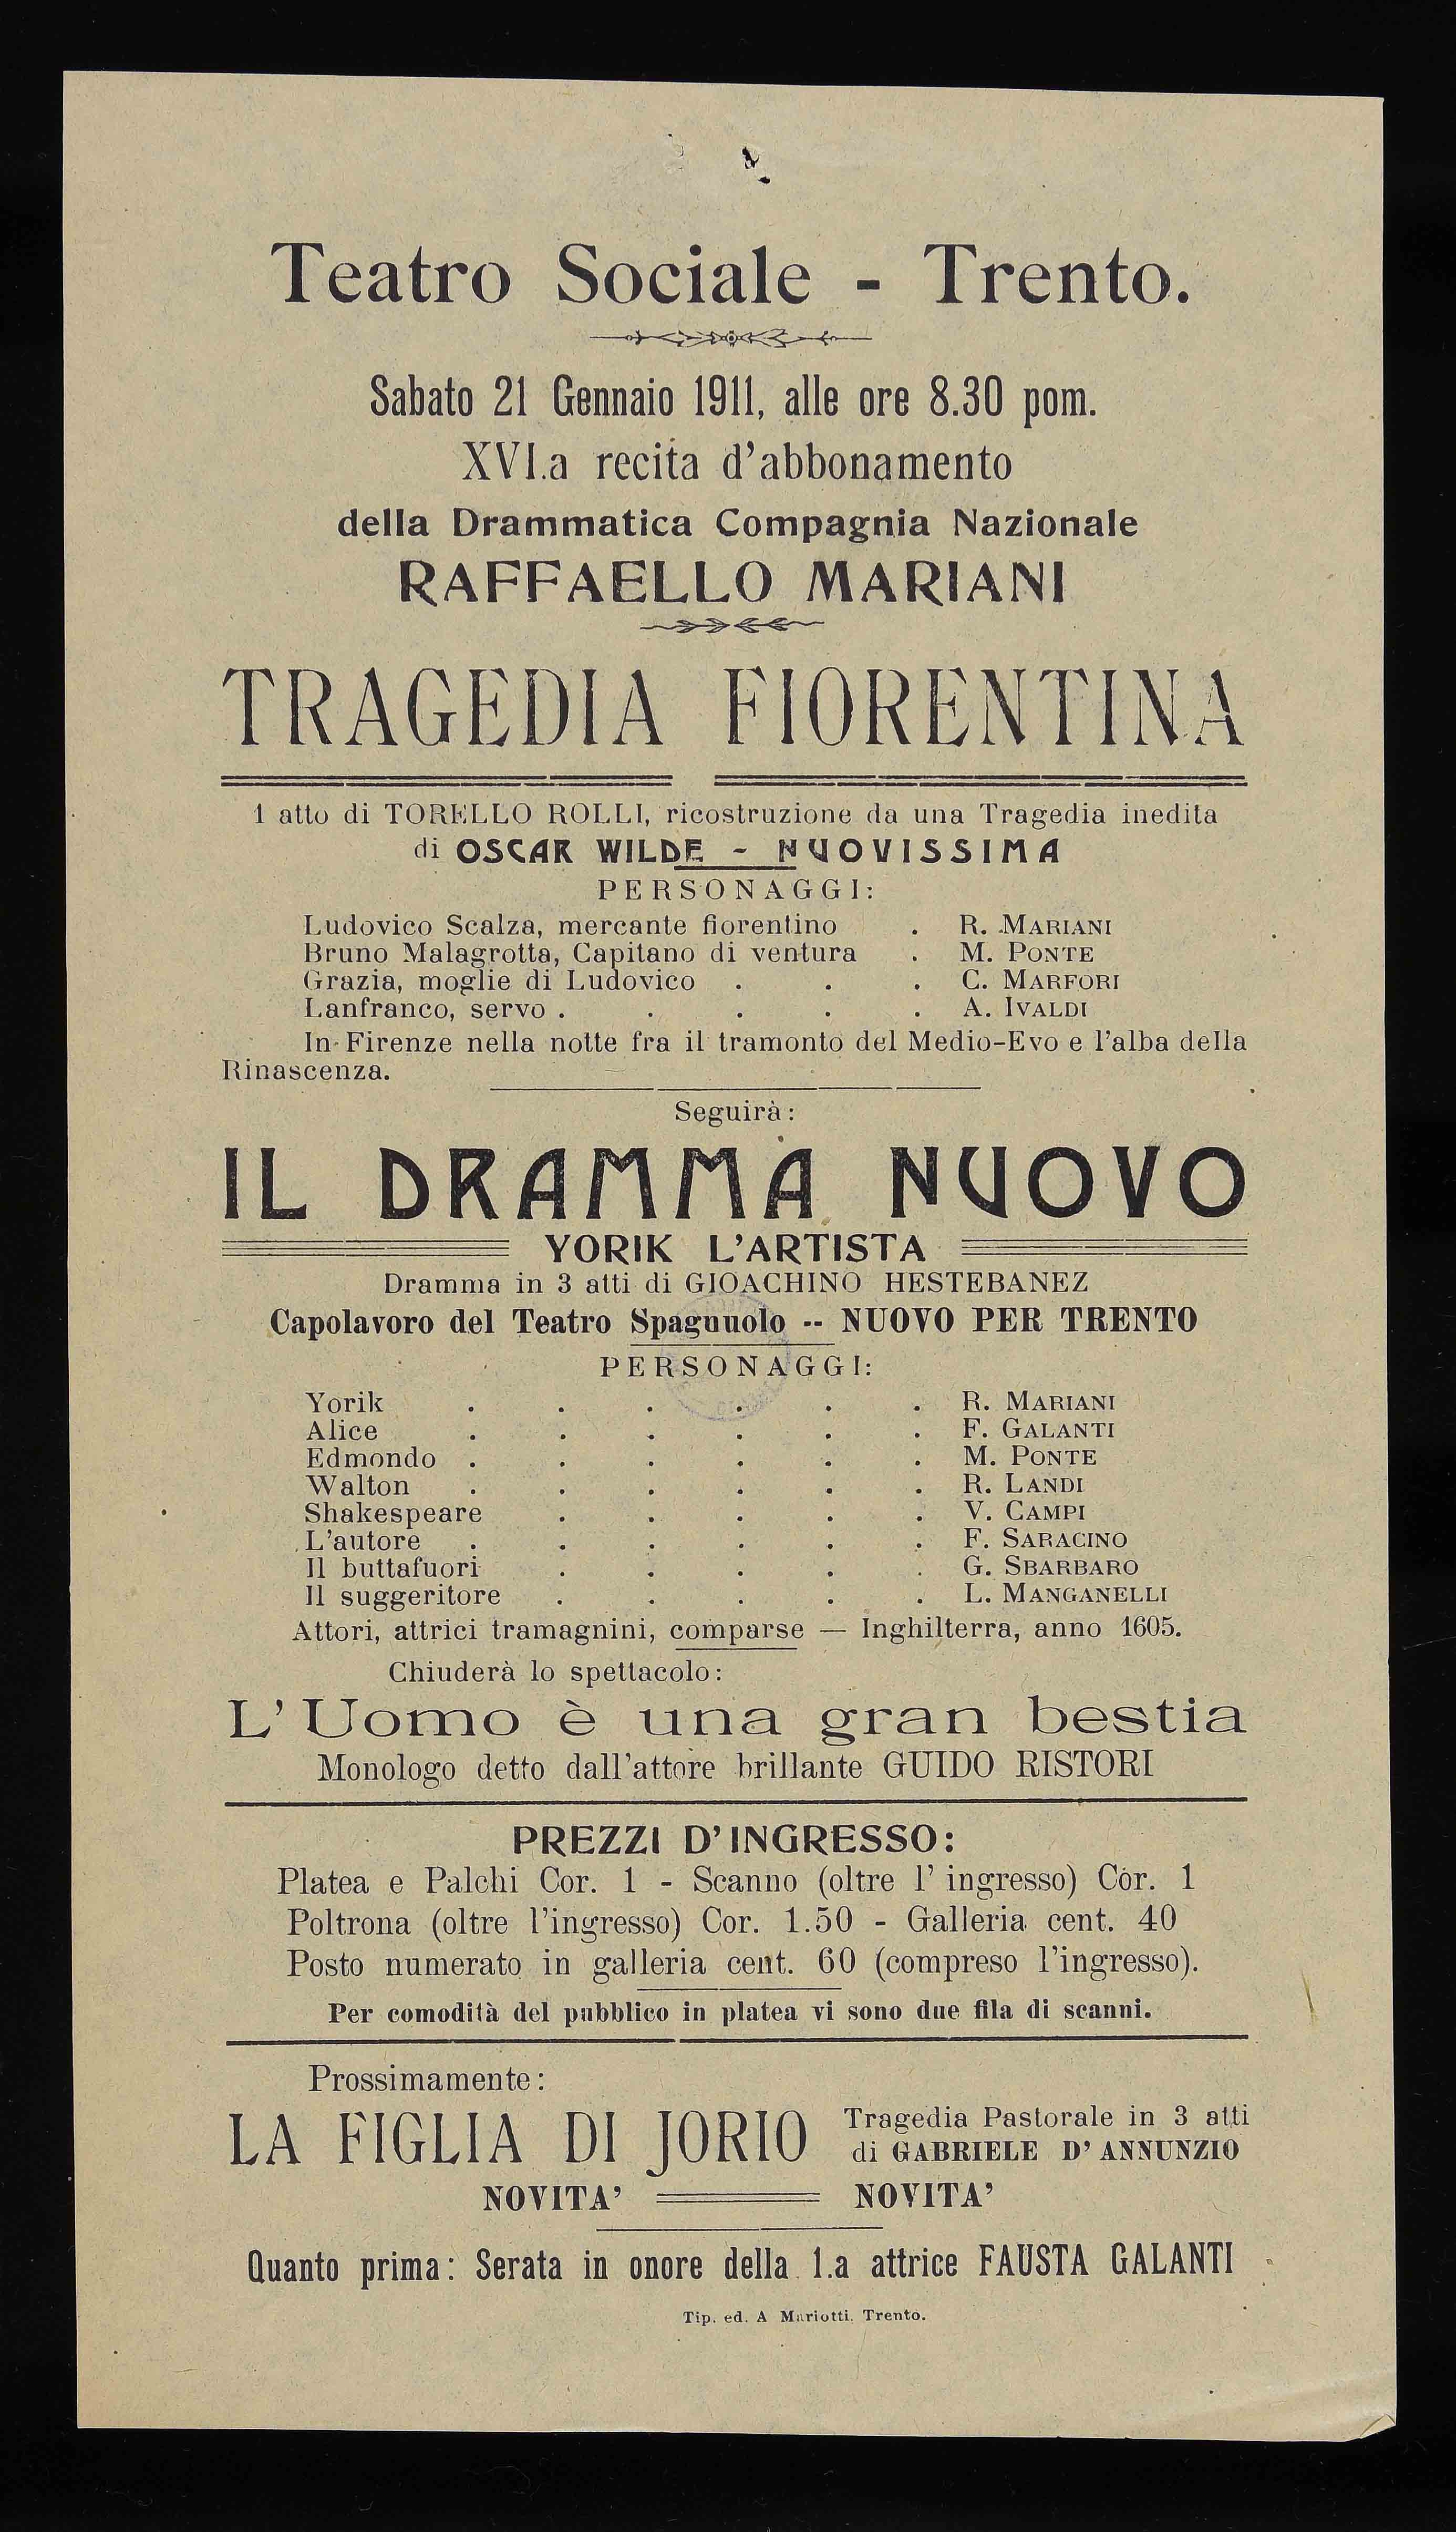 Teatro Sociale - Trento.
Sabato 21 Gennaio 1911, alle ore 8.30 pom.
XVI.a recita d'abbonamento
della Drammatica Compagnia Nazionale
RAFFAELLO MARIANI
TRAGEDIA FIORENTINA
1 atto di TORELLO ROLLI, ricostruzione da una Tragedia inedita
di OSCAR WILDE - NUOVISSIMA
PERSONAGGI:
Ludovico Scalza, mercante fiorentino . R. MARIANI
Bruno Malagrotta, Capitano di ventura . M. PONTE
Grazia, moglie di Ludovico . . . C. MARFORI
Lanfranco, servo . . . . . A. IVALDI
In Firenze nella notte fra il tramonto del Medio-Evo e l'alba della
Rinascenza.
Seguirà:
IL DRAMMA NUOVO
YORIK L'ARTISTA
Dramma in 3 atti di GIOACHINO HESTEBANEZ
Capolavoro del Teatro Spagnuolo -- NUOVO PER TRENTO
PERSONAGGI:
Yorik . . . . . . R. MARIANI
Alice . . . . . . F. GALANTI
Edmondo . . . . . . M. PONTE
Walton . . . . . . R. LANDI
Shakespeare . . . . . V. CAMPI
L'autore . . . . . . F. SARACINO
Il buttafuori . . . . . G. SBARBARO
Il suggeritore . . . . . L. MANGANELLI
Attori, attrici tramagnini, comparse — Inghilterra, anno 1605.
Chiuderà lo spettacolo:
L'Uomo è una gran bestia
Monologo detto dall'attore brillante GUIDO RISTORI
PREZZI D'INGRESSO:
Platea e Palchi Cor. 1 - Scanno (oltre l' ingresso) Cor. 1
Poltrona (oltre l'ingresso) Cor. 1.50 - Galleria cent. 40
Posto numerato in galleria cent. 60 (compreso l'ingresso).
Per comodità del pubblico in platea vi sono due fila di scanni.
Prossimamente:
LA FIGLIA DI JORIO Tragedia Pastorale in 3 atti
di GABRIELE D' ANNUNZIO
NOVITA' NOVITA'
Quanto prima: Serata in onore della 1.a attrice FAUSTA GALANTI
Tip. ed. A Mariotti. Trento.